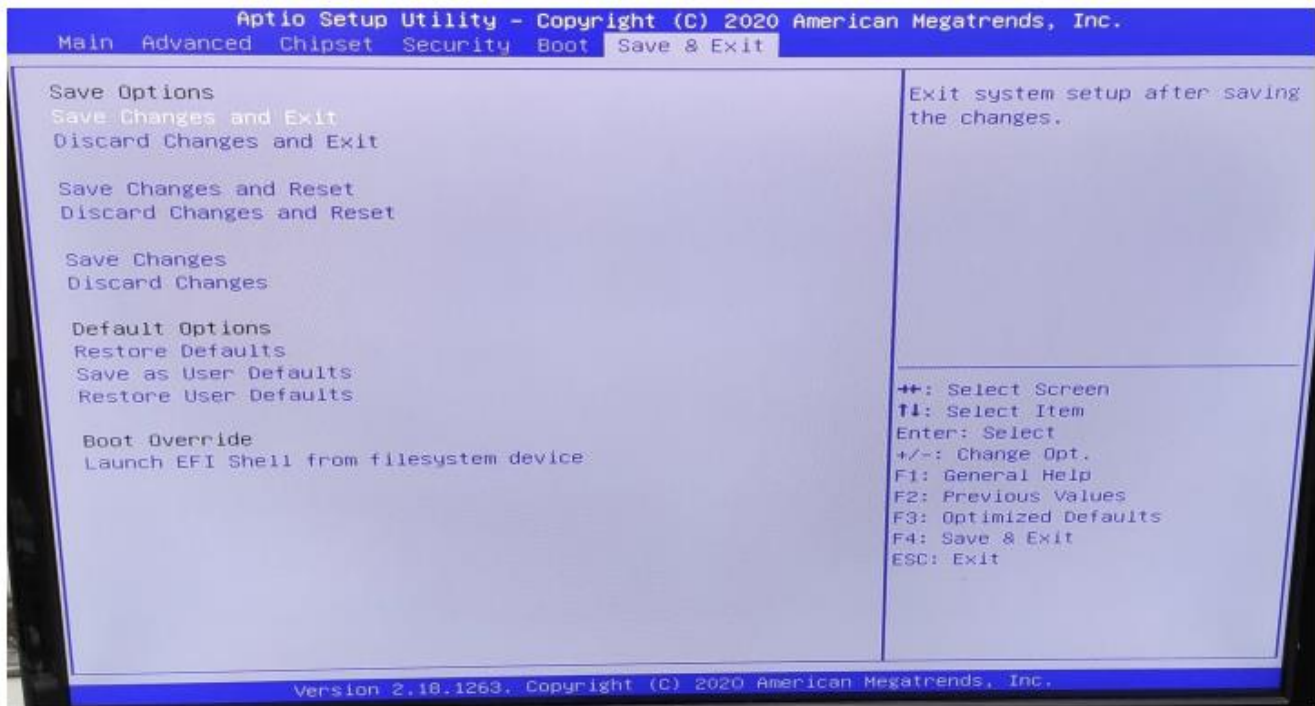 Aptio Setup Utility – Copyright (C) 2020 American Megatrends, Inc.
Main Advanced Chipset Security Boot Save & Exit
Save Options
Save Changes and Exit
Discard Changes and Exit
Save Changes and Reset
Discard Changes and Reset
Save Changes
Discard Changes
Default Options
Restore Defaults
Save as User Defaults
Restore User Defaults
Boot Override
Launch EFI Shell from filesystem device
Exit system setup after saving
the changes.
→←: Select Screen
↑↓: Select Item
Enter: Select
+/-: Change Opt.
F1: General Help
F2: Previous Values
F3: Optimized Defaults
F4: Save & Exit
ESC: Exit
Version 2.18.1263. Copyright (C) 2020 American Megatrends, Inc.